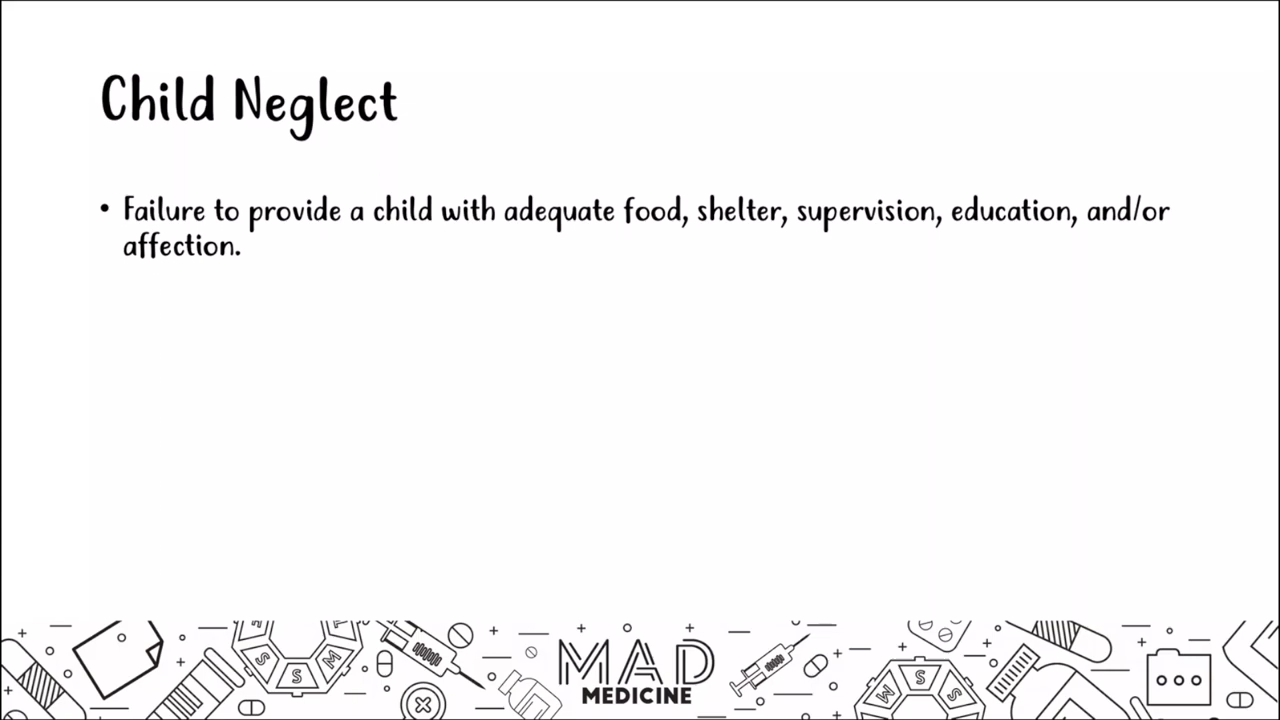 Child Neglect
• Failure to provide a child with adequate food, shelter, supervision, education, and/or
affection.
S
S
M
M
S
S
MAD
MEDICINE